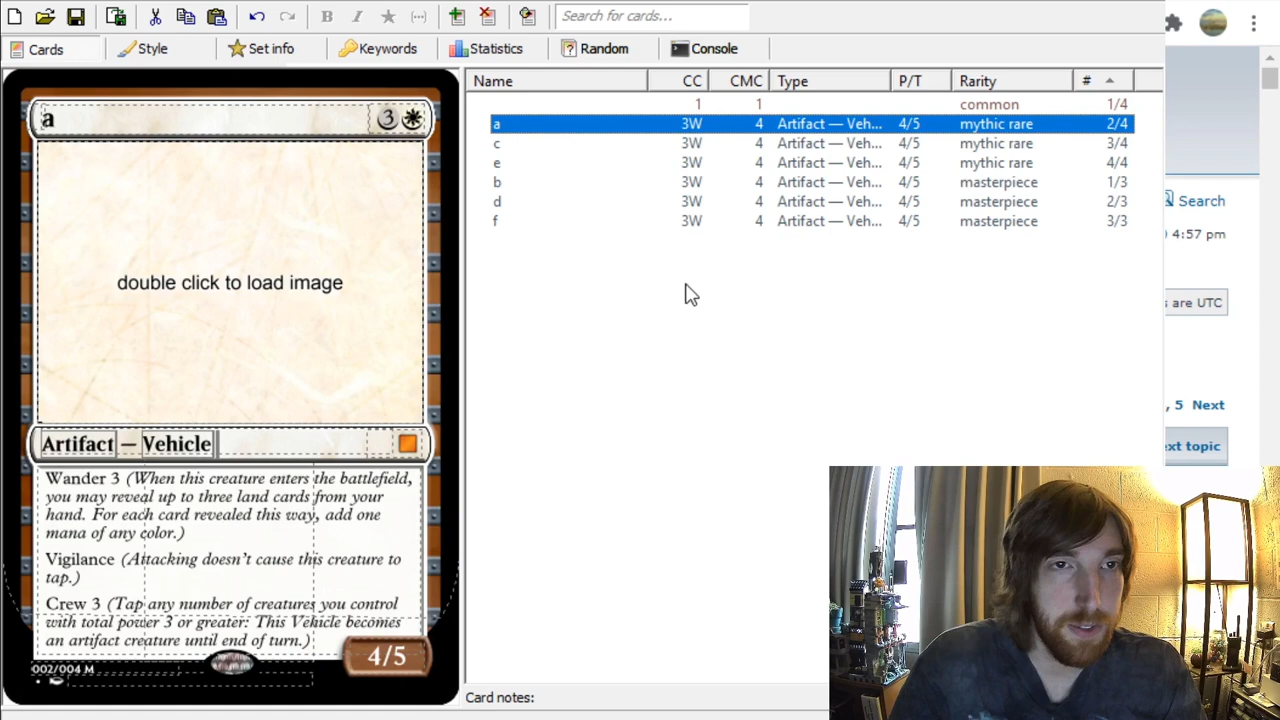 Search for cards...
Cards
Style
Set info
Keywords
Statistics
Random
Console
Name CC CMC Type P/T Rarity #
1 1 common 1/4
a 3W 4 Artifact — Veh... 4/5 mythic rare 2/4
c 3W 4 Artifact — Veh... 4/5 mythic rare 3/4
e 3W 4 Artifact — Veh... 4/5 mythic rare 4/4
b 3W 4 Artifact — Veh... 4/5 masterpiece 1/3
d 3W 4 Artifact — Veh... 4/5 masterpiece 2/3
f 3W 4 Artifact — Veh... 4/5 masterpiece 3/3
a 3
double click to load image
Artifact — Vehicle
Wander 3 (When this creature enters the battlefield,
you may reveal up to three land cards from your
hand. For each card revealed this way, add one
mana of any color.)
Vigilance (Attacking doesn't cause this creature to
tap.)
Crew 3 (Tap any number of creatures you control
with total power 3 or greater: This Vehicle becomes
an artifact creature until end of turn.)
4/5
002/004 M
Card notes:
Search
4:57 pm
s are UTC
, 5 Next
ext topic